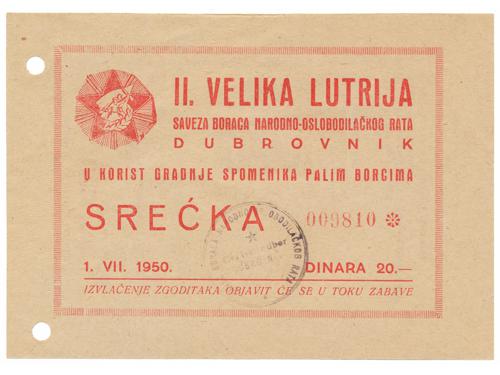 II. VELIKA LUTRIJA
SAVEZA BORACA NARODNO-OSLOBODILAČKOG RATA
DUBROVNIK
U KORIST GRADNJE SPOMENIKA PALIM BORCIMA
SREĆKA 009810 ❋
1. VII. 1950. DINARA 20.—
IZVLAČENJE ZGODITAKA OBJAVIT ĆE SE U TOKU ZABAVE